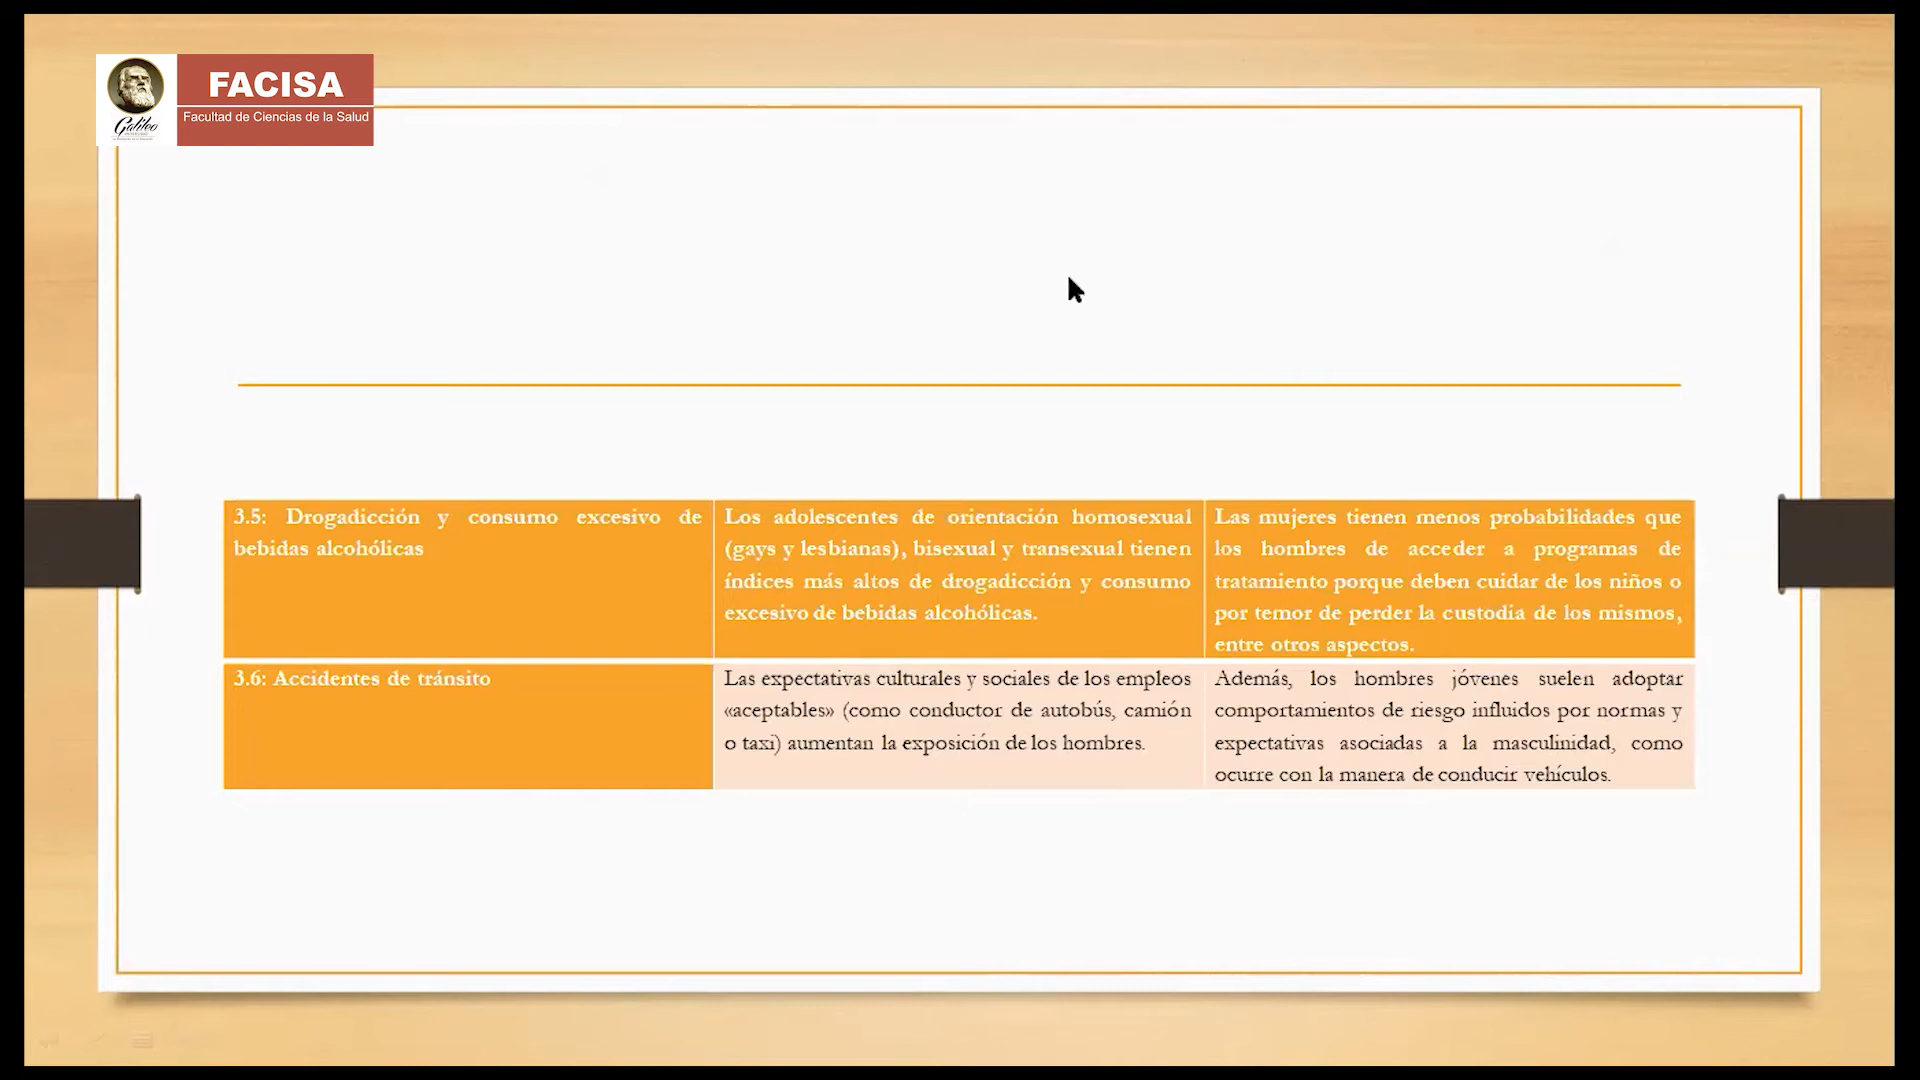 FACISA
Galileo
Facultad de Ciencias de la Salud
3.5: Drogadicción y consumo excesivo de
bebidas alcohólicas
Los adolescentes de orientación homosexual
(gays y lesbianas), bisexual y transexual tienen
índices más altos de drogadicción y consumo
excesivo de bebidas alcohólicas.
Las mujeres tienen menos probabilidades que
los hombres de acceder a programas de
tratamiento porque deben cuidar de los niños o
por temor de perder la custodia de los mismos,
entre otros aspectos.
3.6: Accidentes de tránsito
Las expectativas culturales y sociales de los empleos
«aceptables» (como conductor de autobús, camión
o taxi) aumentan la exposición de los hombres.
Además, los hombres jóvenes suelen adoptar
comportamientos de riesgo influidos por normas y
expectativas asociadas a la masculinidad, como
ocurre con la manera de conducir vehículos.